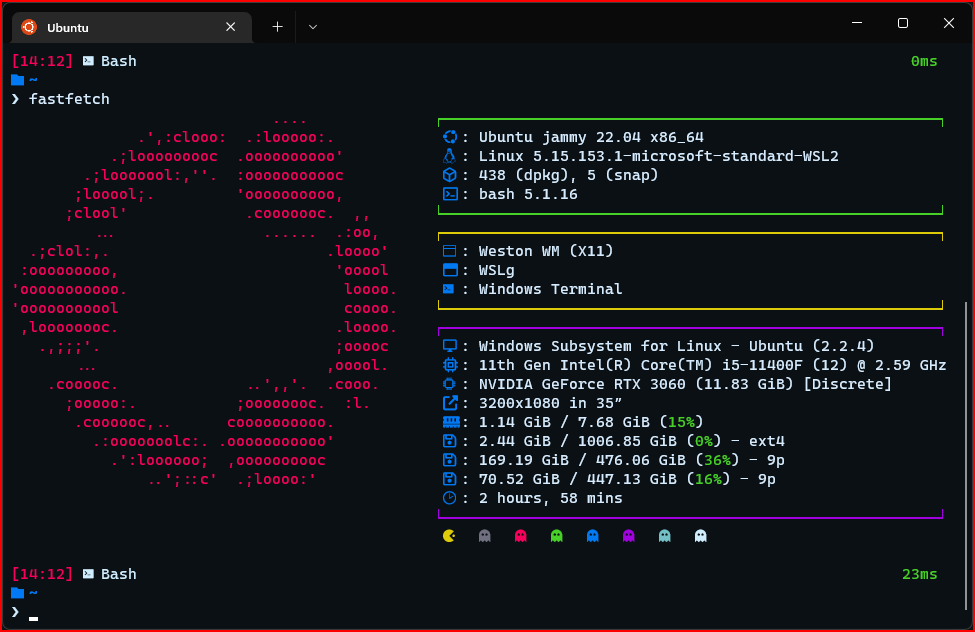 Ubuntu
[14:12] Bash 0ms
~
❯ fastfetch
....
.',:clooo: .:looooo:.
.;looooooooc .oooooooooo'
.;looooool:,''. :ooooooooooc
;looool;. 'oooooooooo,
;clool' .cooooooc. ,,
... ...... .:oo,
.;clol:,. .loooo'
:ooooooooo, 'ooool
'ooooooooooo. loooo.
'ooooooooool coooo.
,loooooooc. .loooo.
.,;;;'. ;ooooc
... ,ooool.
.cooooc. ..',,'. .cooo.
;ooooo:. ;oooooooc. :l.
.coooooc,.. coooooooooo.
.:ooooooolc:. .ooooooooooo'
.':loooooo; ,oooooooooc
..';::c' .;loooo:'
: Ubuntu jammy 22.04 x86_64
: Linux 5.15.153.1-microsoft-standard-WSL2
: 438 (dpkg), 5 (snap)
: bash 5.1.16
: Weston WM (X11)
: WSLg
: Windows Terminal
: Windows Subsystem for Linux - Ubuntu (2.2.4)
: 11th Gen Intel(R) Core(TM) i5-11400F (12) @ 2.59 GHz
: NVIDIA GeForce RTX 3060 (11.83 GiB) [Discrete]
: 3200x1080 in 35″
: 1.14 GiB / 7.68 GiB (15%)
: 2.44 GiB / 1006.85 GiB (0%) - ext4
: 169.19 GiB / 476.06 GiB (36%) - 9p
: 70.52 GiB / 447.13 GiB (16%) - 9p
: 2 hours, 58 mins
[14:12] Bash 23ms
~
❯